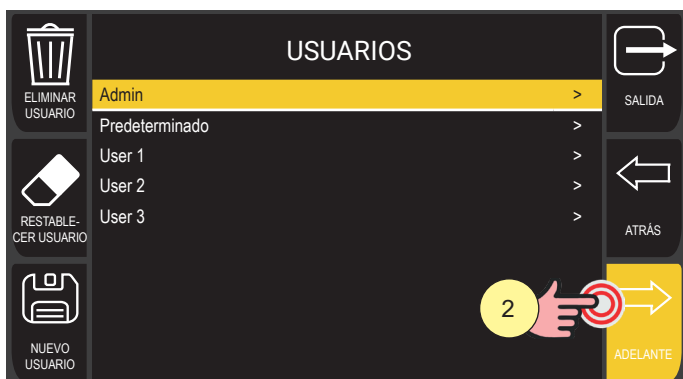 USUARIOS
ELIMINAR
USUARIO
RESTABLE-
CER USUARIO
NUEVO
USUARIO
Admin >
Predeterminado >
User 1 >
User 2 >
User 3 >
2
SALIDA
ATRÁS
ADELANTE